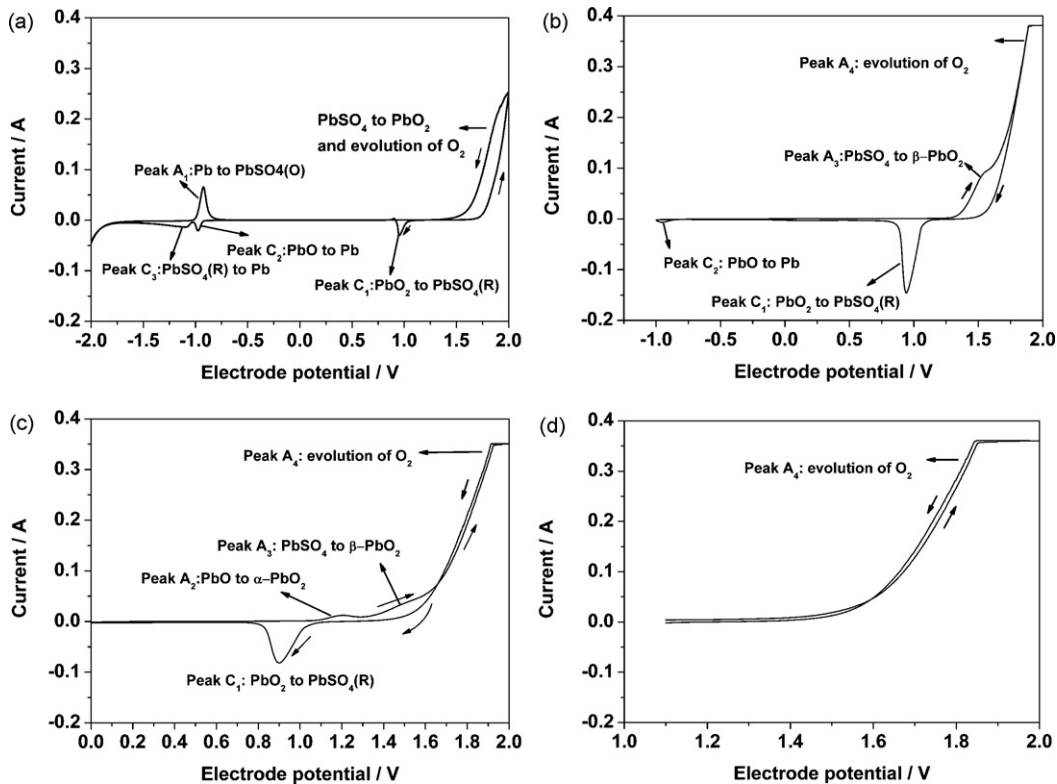 (a)
0.4
0.3
0.2
0.1
0.0
-0.1
-0.2
Current / A
PbSO₄ to PbO₂
and evolution of O₂
Peak A₁:Pb to PbSO4(O)
Peak C₂:PbO to Pb
Peak C₃:PbSO₄(R) to Pb
Peak C₁:PbO₂ to PbSO₄(R)
-2.0 -1.5 -1.0 -0.5 0.0 0.5 1.0 1.5 2.0
Electrode potential / V
(b)
0.4
0.3
0.2
0.1
0.0
-0.1
-0.2
Current / A
Peak A₄: evolution of O₂
Peak A₃:PbSO₄ to β–PbO₂
Peak C₂: PbO to Pb
Peak C₁: PbO₂ to PbSO₄(R)
-1.0 -0.5 0.0 0.5 1.0 1.5 2.0
Electrode potential / V
(c)
0.4
0.3
0.2
0.1
0.0
-0.1
-0.2
Current / A
Peak A₄: evolution of O₂
Peak A₃: PbSO₄ to β–PbO₂
Peak A₂:PbO to α–PbO₂
Peak C₁: PbO₂ to PbSO₄(R)
0.0 0.2 0.4 0.6 0.8 1.0 1.2 1.4 1.6 1.8 2.0
Electrode potential / V
(d)
0.4
0.3
0.2
0.1
0.0
-0.1
-0.2
Current / A
Peak A₄: evolution of O₂
1.0 1.2 1.4 1.6 1.8 2.0
Electrode potential / V